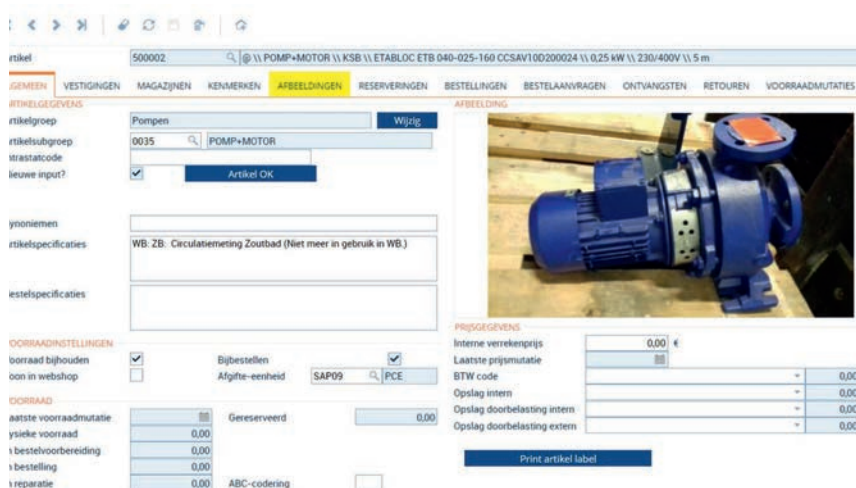 rtikel 500002 @ \\ POMP+MOTOR \\ KSB \\ ETABLOC ETB 040-025-160 CCSAV10D200024 \\ 0,25 kW \\ 230/400V \\ 5 m
LGEMEEN VESTIGINGEN MAGAZIJNEN KENMERKEN AFBEELDINGEN RESERVERINGEN BESTELLINGEN BESTELAANVRAGEN ONTVANGSTEN RETOUREN VOORRAADMUTATIES
RTIKELGEGEVENS
rtikelgroep Pompen Wijzig
rtikelsubgroep 0035 POMP+MOTOR
ntrastatcode
ieuwe input? Artikel OK
ynoniemen
rtikelspecificaties WB: ZB: Circulatiemeting Zoutbad (Niet meer in gebruik in WB.)
estelspecificaties
OORRAADINSTELLINGEN
oorraad bijhouden Bijbestellen
oon in webshop Afgifte-eenheid SAP09 PCE
OORRAAD
aatste voorraadmutatie Gereserveerd 0,00
ysieke voorraad 0,00
n bestelvoorbereiding 0,00
n bestelling 0,00
n reparatie 0,00 ABC-codering
AFBEELDING
PRIJSGEGEVENS
Interne verrekenprijs 0,00 €
Laatste prijsmutatie
BTW code 0,00
Opslag intern 0,00
Opslag doorbelasting intern 0,00
Opslag doorbelasting extern 0,00
Print artikel label